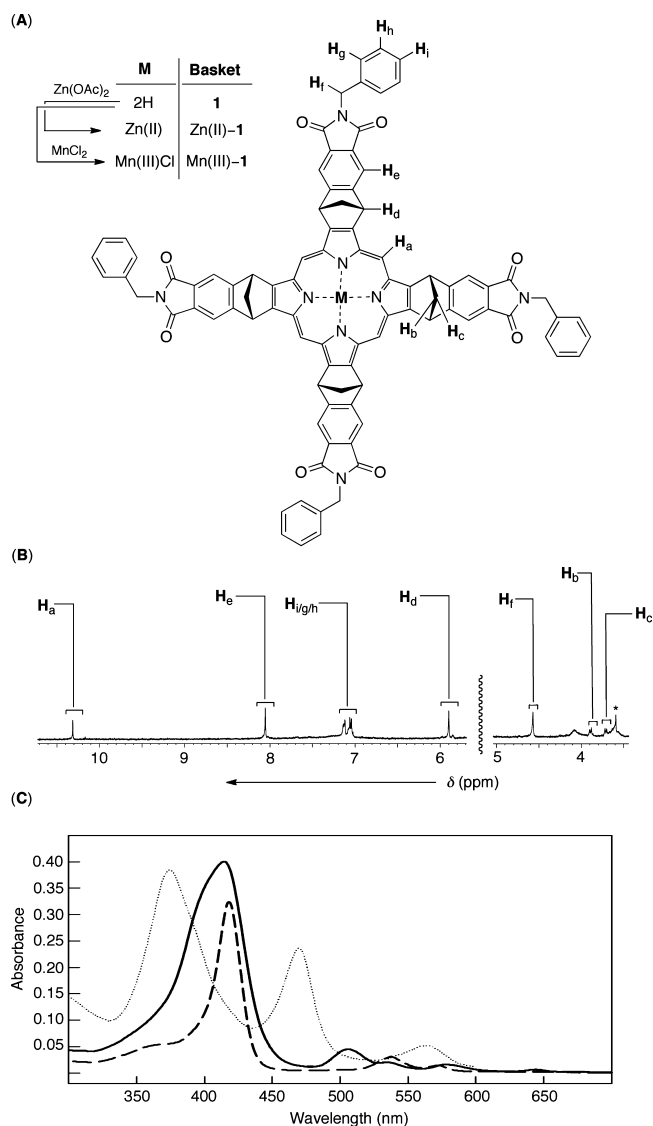 (A)
M Basket
Zn(OAc)2
2H 1
Zn(II) Zn(II)–1
MnCl2
Mn(III)Cl Mn(III)–1
Hh
Hg Hi
Hf
N
O O
He
Hd
Ha
N
O O
N N M N N
O O
N
Hb Hc
O O
N
Hi/g/h
(B)
Ha
He
Hd
Hf
Hb
Hc
*
10 9 8 7 6 5 4
δ (ppm)
(C)
Absorbance
0.40
0.35
0.30
0.25
0.20
0.15
0.10
0.05
350 400 450 500 550 600 650
Wavelength (nm)